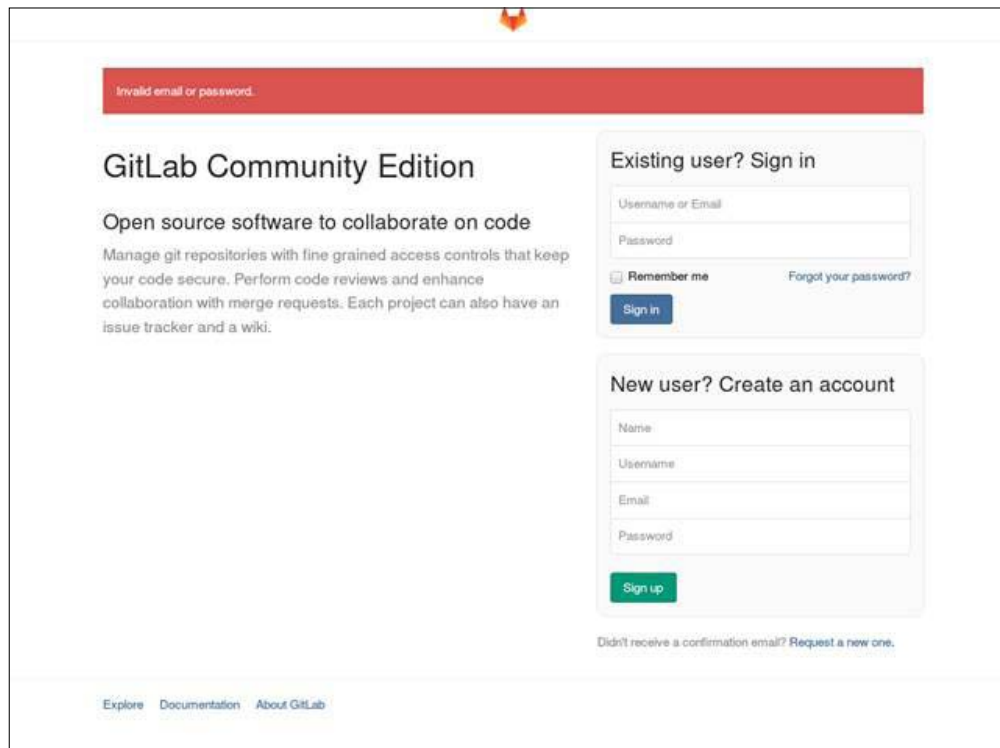 Invalid email or password.
GitLab Community Edition
Open source software to collaborate on code
Manage git repositories with fine grained access controls that keep
your code secure. Perform code reviews and enhance
collaboration with merge requests. Each project can also have an
issue tracker and a wiki.
Existing user? Sign in
Username or Email
Password
Remember me
Forgot your password?
Sign in
New user? Create an account
Name
Username
Email
Password
Sign up
Didn't receive a confirmation email? Request a new one.
Explore Documentation About GitLab